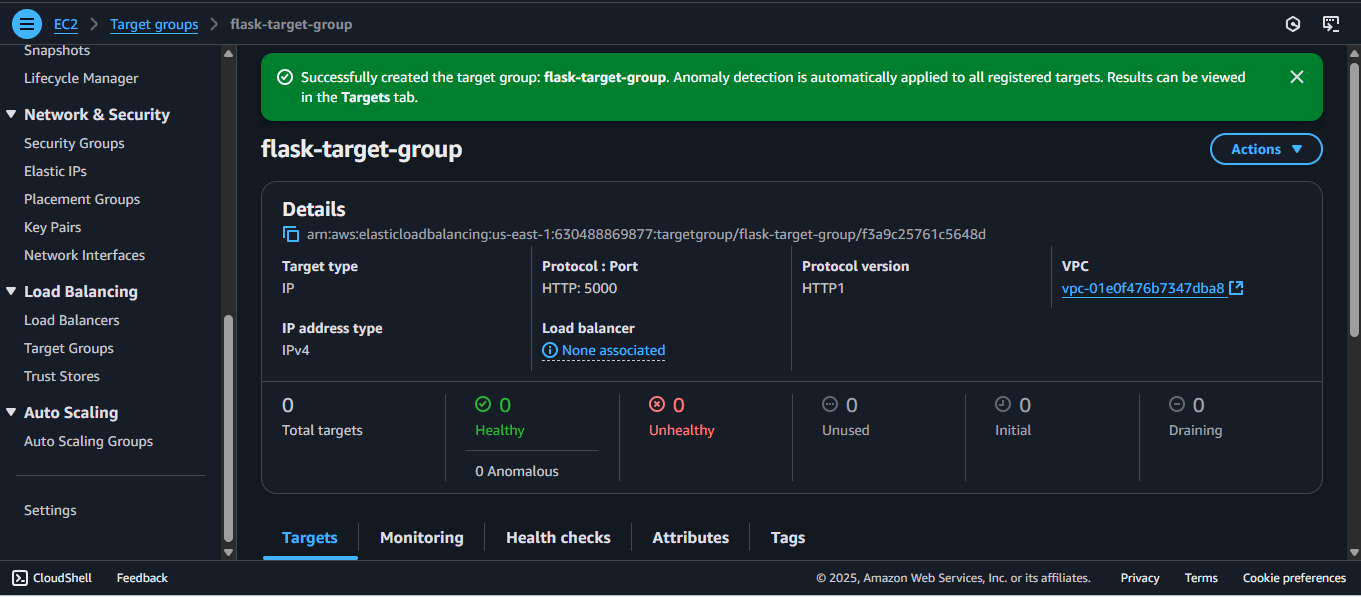 EC2 > Target groups > flask-target-group
Snapshots
Lifecycle Manager
Network & Security
Security Groups
Elastic IPs
Placement Groups
Key Pairs
Network Interfaces
Load Balancing
Load Balancers
Target Groups
Trust Stores
Auto Scaling
Auto Scaling Groups
Settings
Successfully created the target group: flask-target-group. Anomaly detection is automatically applied to all registered targets. Results can be viewed
in the Targets tab.
flask-target-group
Actions
Details
arn:aws:elasticloadbalancing:us-east-1:630488869877:targetgroup/flask-target-group/f3a9c25761c5648d
Target type
IP
Protocol : Port
HTTP: 5000
Protocol version
HTTP1
VPC
vpc-01e0f476b7347dba8
IP address type
IPv4
Load balancer
None associated
0
Total targets
0
Healthy
0 Anomalous
0
Unhealthy
0
Unused
0
Initial
0
Draining
Targets
Monitoring
Health checks
Attributes
Tags
CloudShell
Feedback
© 2025, Amazon Web Services, Inc. or its affiliates.
Privacy
Terms
Cookie preferences